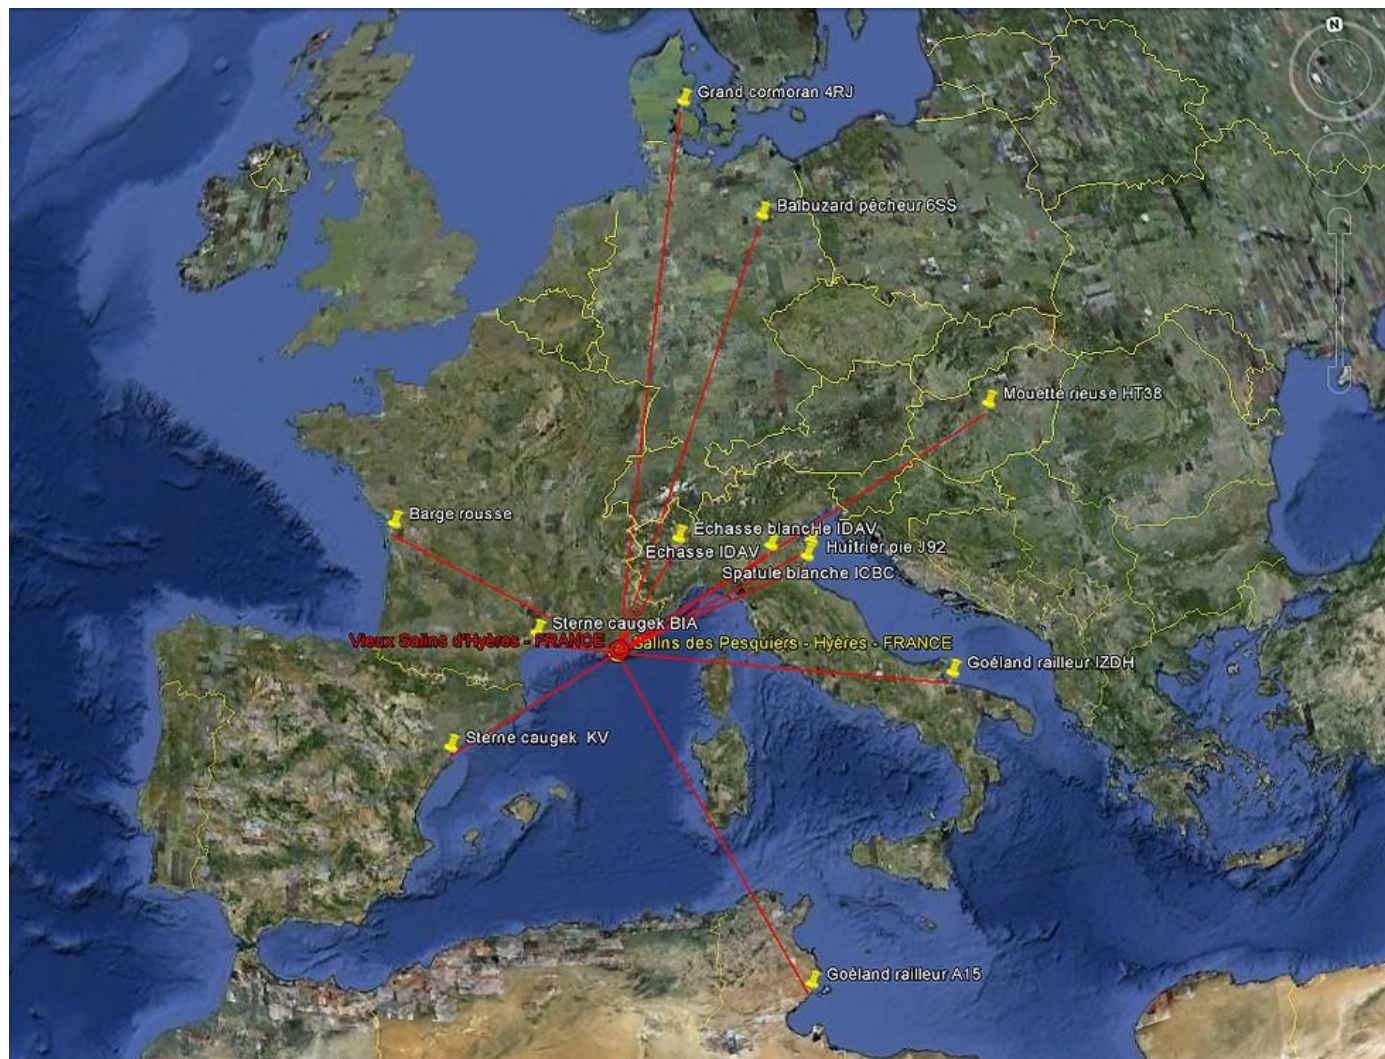 N
Grand cormoran 4RJ
Balbuzard pêcheur 6SS
Mouette rieuse HT38
Barge rousse
Echasse blancHe IDAV
Echasse IDAV
Huîtrier pie J92
Spatule blanche ICBC
Sterne caugek BIA
Vieux Salins d'Hyères - FRANCE
Salins des Pesquiers - Hyères - FRANCE
Goéland railleur IZDH
Sterne caugek KV
Goéland railleur A15